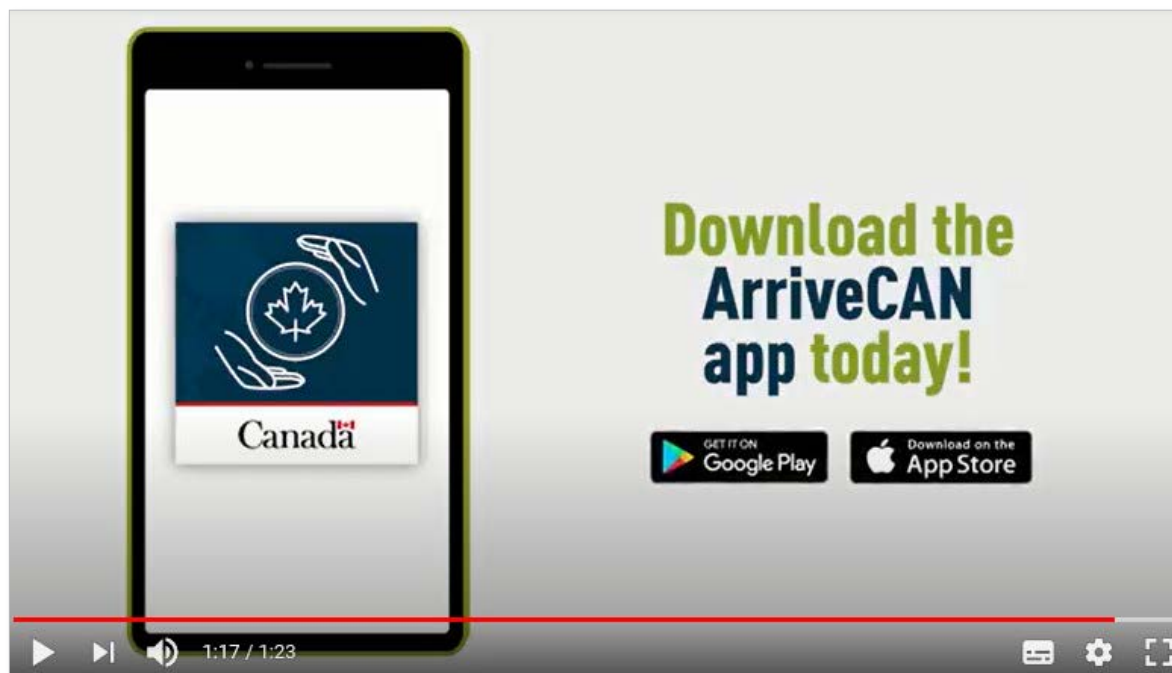 Download the
ArriveCAN
app today!
Canada
GET IT ON
Google Play
Download on the
App Store
1:17 / 1:23